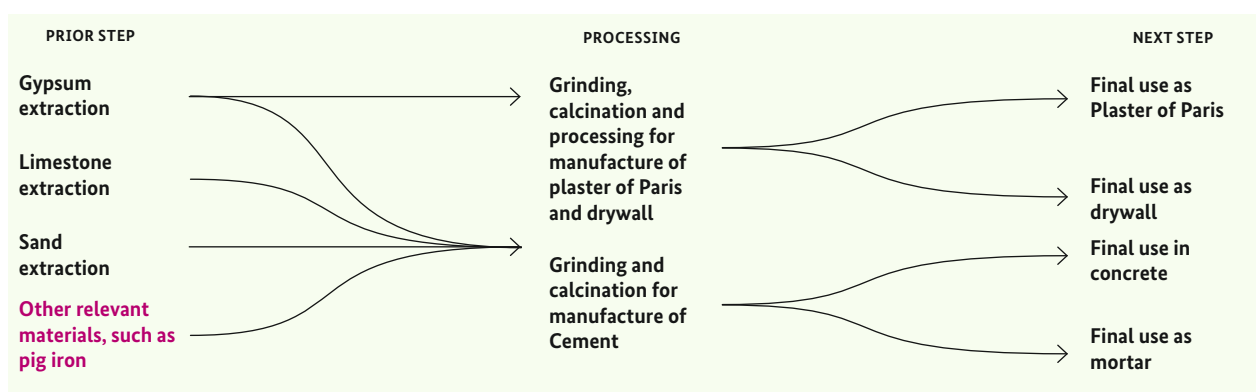 PRIOR STEP
PROCESSING
NEXT STEP
Gypsum
extraction
Limestone
extraction
Sand
extraction
Other relevant
materials, such as
pig iron
Grinding,
calcination and
processing for
manufacture of
plaster of Paris
and drywall
Grinding and
calcination for
manufacture of
Cement
Final use as
Plaster of Paris
Final use as
drywall
Final use in
concrete
Final use as
mortar